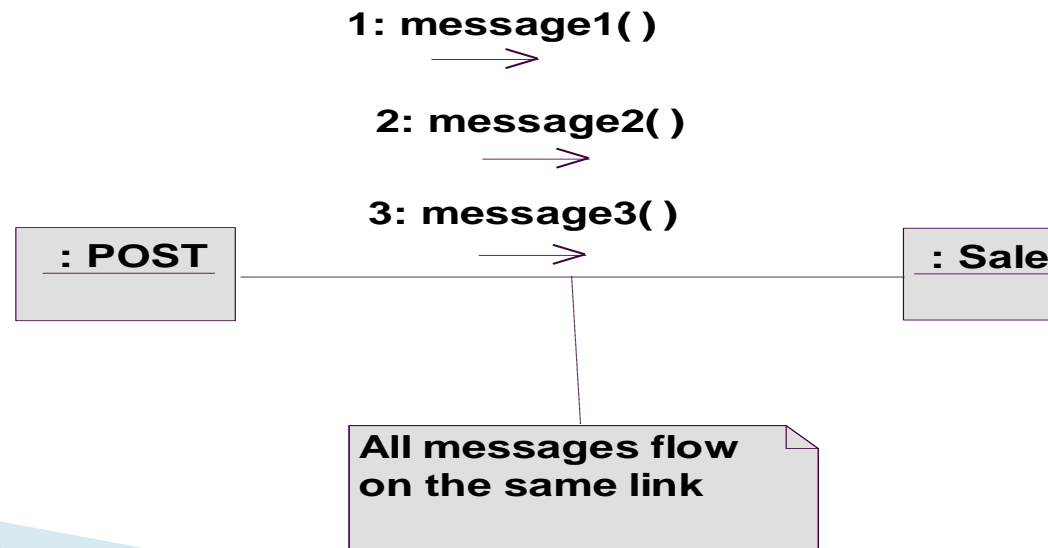 1: message1( )
2: message2( )
3: message3( )
: POST
: Sale
All messages flow
on the same link